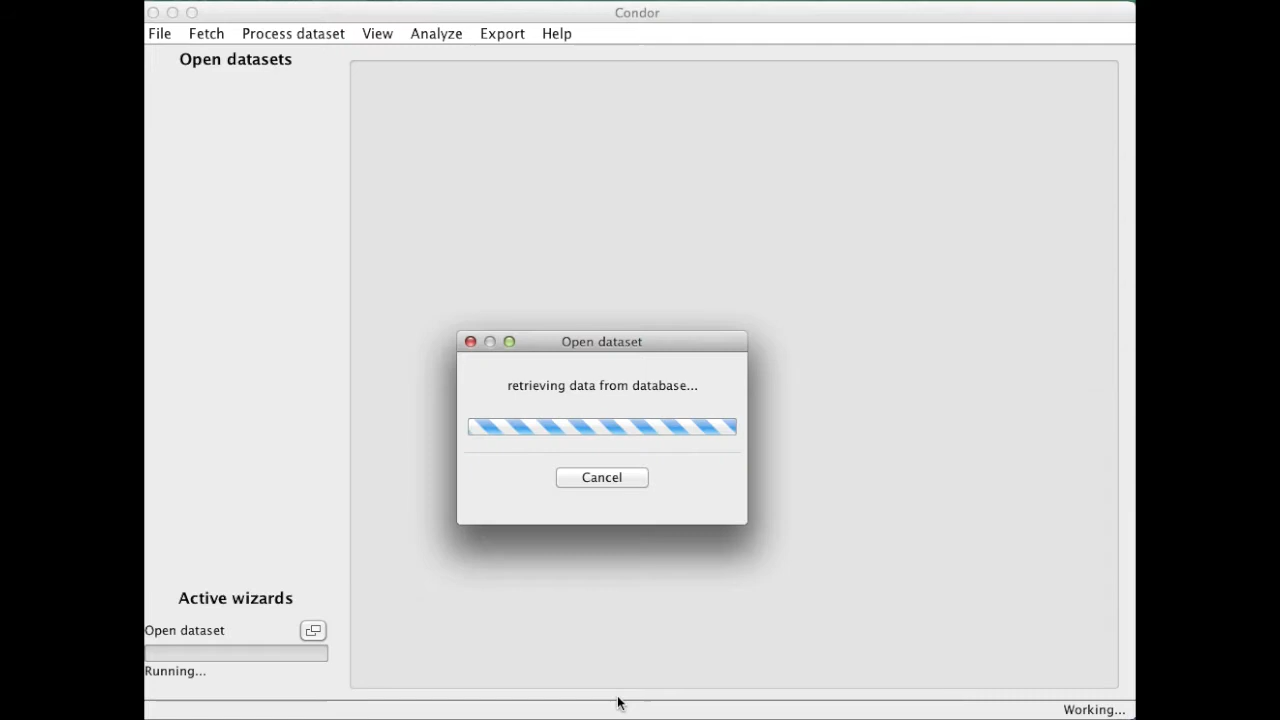 Condor
File Fetch Process dataset View Analyze Export Help
Open datasets
Open dataset
retrieving data from database...
Cancel
Active wizards
Open dataset
Running...
Working...